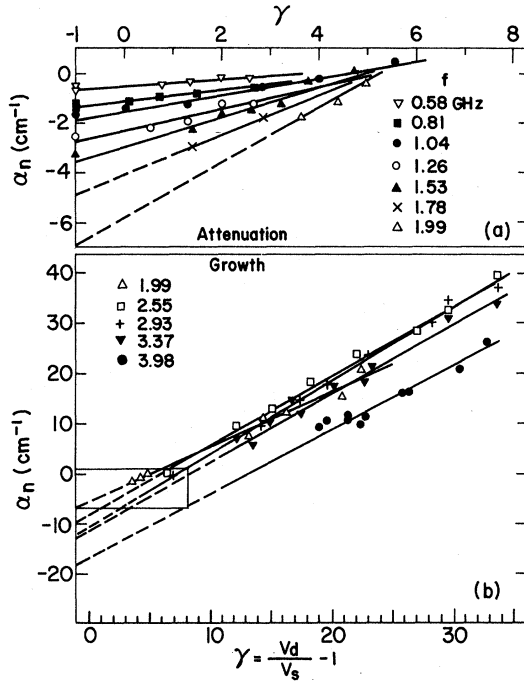 γ
-1 0 2 4 6 8
0
-2
-4
-6
αn (cm⁻¹)
f
▽ 0.58 GHz
■ 0.81
● 1.04
○ 1.26
▲ 1.53
× 1.78
△ 1.99
(a)
Attenuation
Growth
△ 1.99
□ 2.55
+ 2.93
▼ 3.37
● 3.98
40
30
20
10
0
-10
-20
αn (cm⁻¹)
(b)
-1 0 10 20 30
γ = Vd/Vs -1